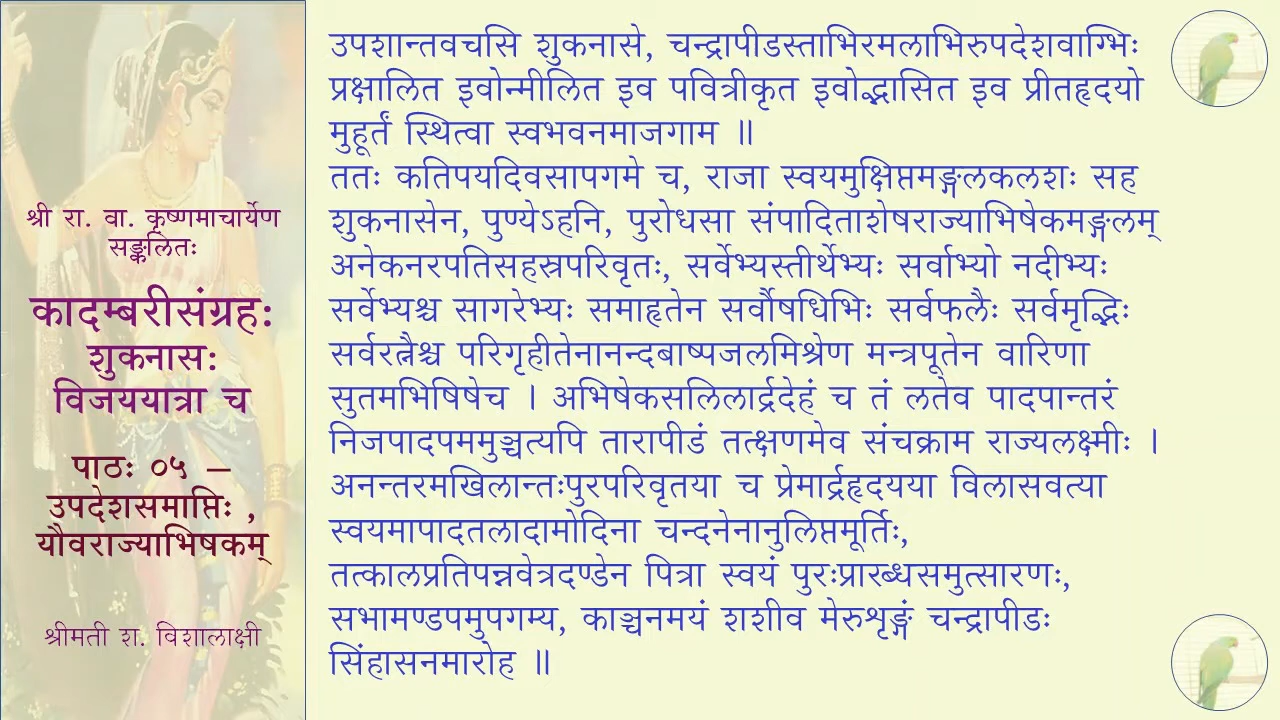 श्री रा. वा. कृष्णमाचार्येण
सङ्कलितः
कादम्बरीसंग्रह:
शुकनास:
विजययात्रा च
पाठः ०५ –
उपदेशसमाप्तिः ,
यौवराज्याभिषकम्
श्रीमती श. विशालाक्षी
उपशान्तवचसि शुकनासे, चन्द्रापीडस्ताभिरमलाभिरुपदेशवाग्भिः
प्रक्षालित इवोन्मीलित इव पवित्रीकृत इवोद्भासित इव प्रीतहृदयो
मुहूर्तं स्थित्वा स्वभवनमाजगाम ॥
ततः कतिपयदिवसापगमे च, राजा स्वयमुक्षिप्तमङ्गलकलशः सह
शुकनासेन, पुण्येऽहनि, पुरोधसा संपादिताशेषराज्याभिषेकमङ्गलम्
अनेकनरपतिसहस्रपरिवृतः, सर्वेभ्यस्तीर्थेभ्यः सर्वाभ्यो नदीभ्यः
सर्वेभ्यश्च सागरेभ्यः समाहृतेन सर्वौषधिभिः सर्वफलैः सर्वमृद्भिः
सर्वरत्नैश्च परिगृहीतेनानन्दबाष्पजलमिश्रेण मन्त्रपूतेन वारिणा
सुतमभिषिषेच । अभिषेकसलिलार्द्रदेहं च तं लतेव पादपान्तरं
निजपादपममुञ्चत्यपि तारापीडं तत्क्षणमेव संचक्राम राज्यलक्ष्मीः ।
अनन्तरमखिलान्तःपुरपरिवृतया च प्रेमार्द्रहृदयया विलासवत्या
स्वयमापादतलादामोदिना चन्दनेनानुलिप्तमूर्तिः,
तत्कालप्रतिपन्नवेत्रदण्डेन पित्रा स्वयं पुरःप्रारब्धसमुत्सारणः,
सभामण्डपमुपगम्य, काञ्चनमयं शशीव मेरुशृङ्गं चन्द्रापीडः
सिंहासनमारोह ॥